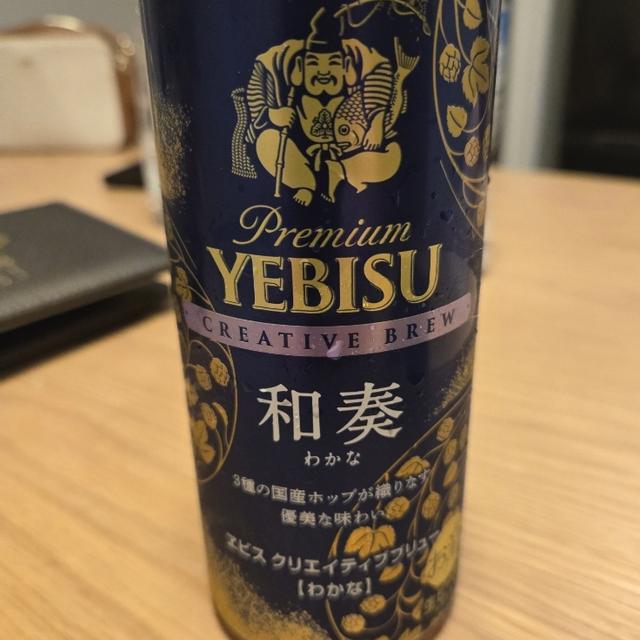 Premium
YEBISU
CREATIVE BREW
和奏
わかな
3種の国産ホップが織りなす
優美な味わい
ヱビス クリエイティブブリュー
【わかな】